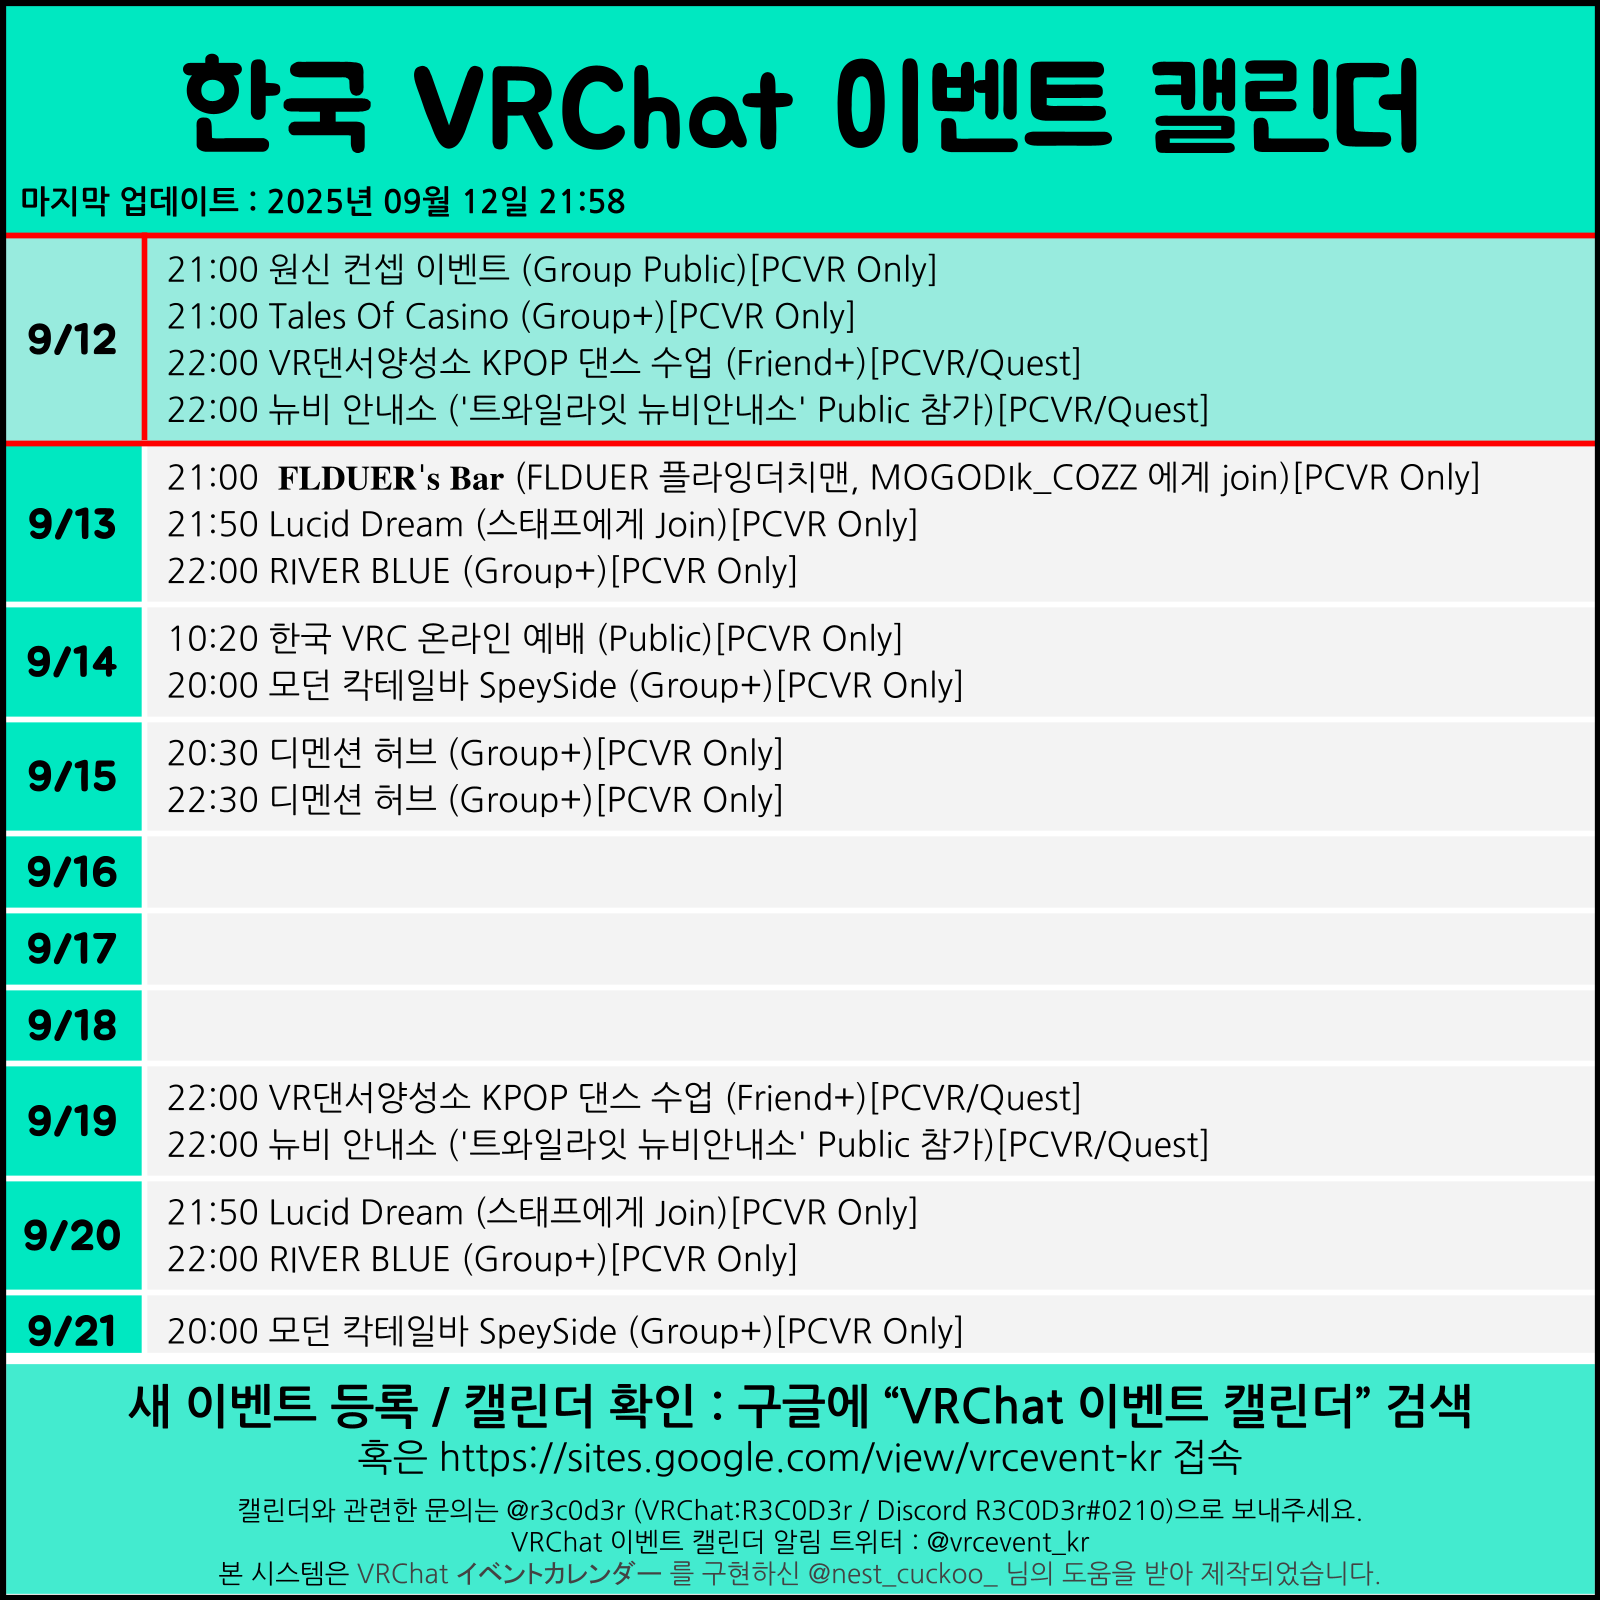 한국 VRChat 이벤트 캘린더
마지막 업데이트 : 2025년 09월 12일 21:58
9/12
21:00 원신 컨셉 이벤트 (Group Public)[PCVR Only]
21:00 Tales Of Casino (Group+)[PCVR Only]
22:00 VR댄서양성소 KPOP 댄스 수업 (Friend+)[PCVR/Quest]
22:00 뉴비 안내소 ('트와일라잇 뉴비안내소' Public 참가)[PCVR/Quest]
9/13
21:00 FLDUER's Bar (FLDUER 플라잉더치맨, MOGODIk_COZZ 에게 join)[PCVR Only]
21:50 Lucid Dream (스태프에게 Join)[PCVR Only]
22:00 RIVER BLUE (Group+)[PCVR Only]
9/14
10:20 한국 VRC 온라인 예배 (Public)[PCVR Only]
20:00 모던 칵테일바 SpeySide (Group+)[PCVR Only]
9/15
20:30 디멘션 허브 (Group+)[PCVR Only]
22:30 디멘션 허브 (Group+)[PCVR Only]
9/16
9/17
9/18
9/19
22:00 VR댄서양성소 KPOP 댄스 수업 (Friend+)[PCVR/Quest]
22:00 뉴비 안내소 ('트와일라잇 뉴비안내소' Public 참가)[PCVR/Quest]
9/20
21:50 Lucid Dream (스태프에게 Join)[PCVR Only]
22:00 RIVER BLUE (Group+)[PCVR Only]
9/21
20:00 모던 칵테일바 SpeySide (Group+)[PCVR Only]
새 이벤트 등록 / 캘린더 확인 : 구글에 “VRChat 이벤트 캘린더” 검색
혹은 https://sites.google.com/view/vrcevent-kr 접속
캘린더와 관련한 문의는 @r3c0d3r (VRChat:R3C0D3r / Discord R3C0D3r#0210)으로 보내주세요.
VRChat 이벤트 캘린더 알림 트위터 : @vrcevent_kr
본 시스템은 VRChat イベントカレンダー 를 구현하신 @nest_cuckoo_ 님의 도움을 받아 제작되었습니다.